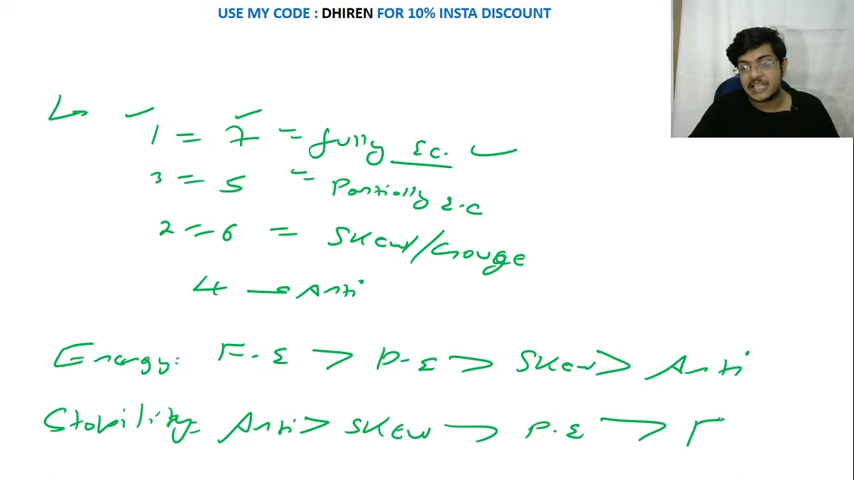 USE MY CODE : DHIREN FOR 10% INSTA DISCOUNT
1 = 7 = fully Ec.
3 = 5 = Partially E.C
2 = 6 = Skew/Gouge
4 → Anti
Energy: F.E > P.E > Skew > Anti
Stability: Anti > SKEW > P.E > F